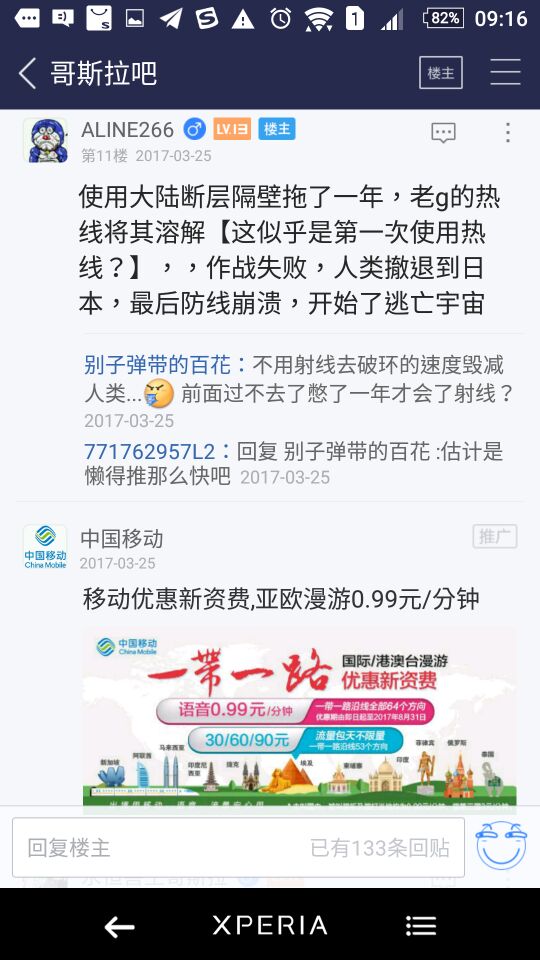 82% 09:16
哥斯拉吧 楼主
ALINE266 LV.13 楼主
第11楼 2017-03-25
使用大陆断层隔壁拖了一年，老g的热
线将其溶解【这似乎是第一次使用热
线？】，，作战失败，人类撤退到日
本，最后防线崩溃，开始了逃亡宇宙
别子弹带的百花：不用射线去破环的速度毁减
人类... 前面过不去了憋了一年才会了射线？
2017-03-25
771762957L2：回复 别子弹带的百花 :估计是
懒得推那么快吧 2017-03-25
中国移动 推广
中国移动
China Mobile
2017-03-25
移动优惠新资费,亚欧漫游0.99元/分钟
中国移动
China Mobile
一带一路 国际/港澳台漫游
优惠新资费
语音0.99元/分钟 一带一路沿线全部64个方向
优惠期由即日起至2017年8月31日
30/60/90元 流量包天不限量
一带一路沿线53个方向
新加坡 阿联酋 马来西亚 印度尼西亚 捷克 埃及 柬埔寨 印度 菲律宾 俄罗斯 泰国
回复楼主 已有133条回贴
XPERIA